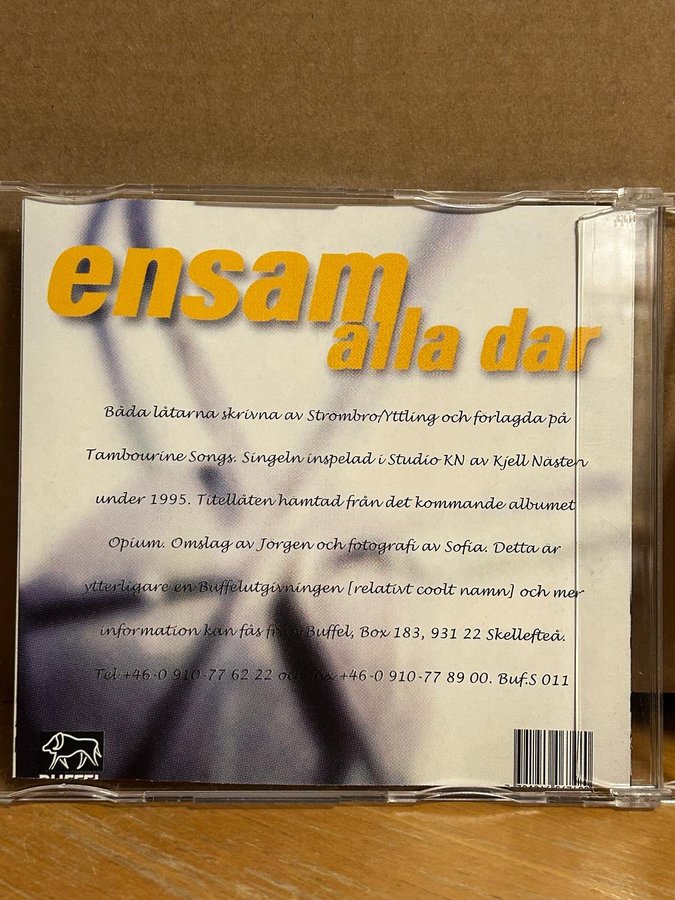 ensam
alla dar
Båda låtarna skrivna av Strombro/Yttling och forlagda på
Tambourine Songs. Singeln inspelad i Studio KN av Kjell Nästen
under 1995. Titellåten hamtad från det kommande albumet
Opium. Omslag av Jorgen och fotografi av Sofia. Detta är
ytterligare en Buffelutgivningen [relativt coolt namn] och mer
information kan fås från Buffel, Box 183, 931 22 Skellefteå.
Tel +46-0 910-77 62 22 och fax +46-0 910-77 89 00. Buf.S 011
BUFFEL